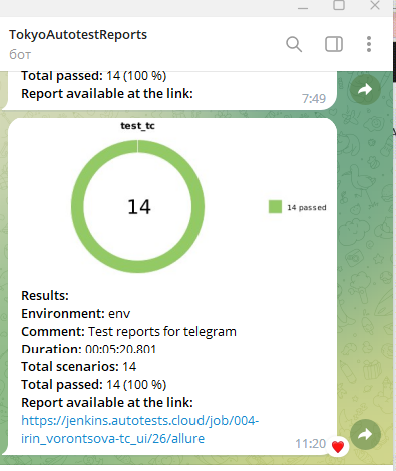 TokyoAutotestReports
бот
Total passed: 14 (100 %)
Report available at the link:
7:49
test_tc
14
14 passed
Results:
Environment: env
Comment: Test reports for telegram
Duration: 00:05:20.801
Total scenarios: 14
Total passed: 14 (100 %)
Report available at the link:
https://jenkins.autotests.cloud/job/004-
irin_vorontsova-tc_ui/26/allure
11:20